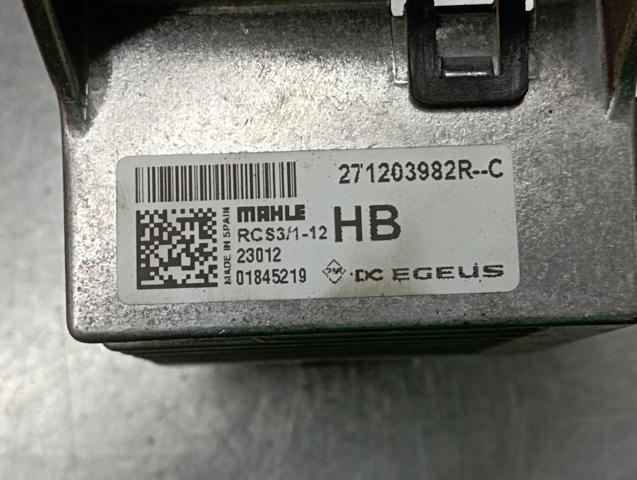 271203982R--C
MADE IN SPAIN
MAHLE
RCS3/1-12
HB
23012
01845219
DC EGEUS